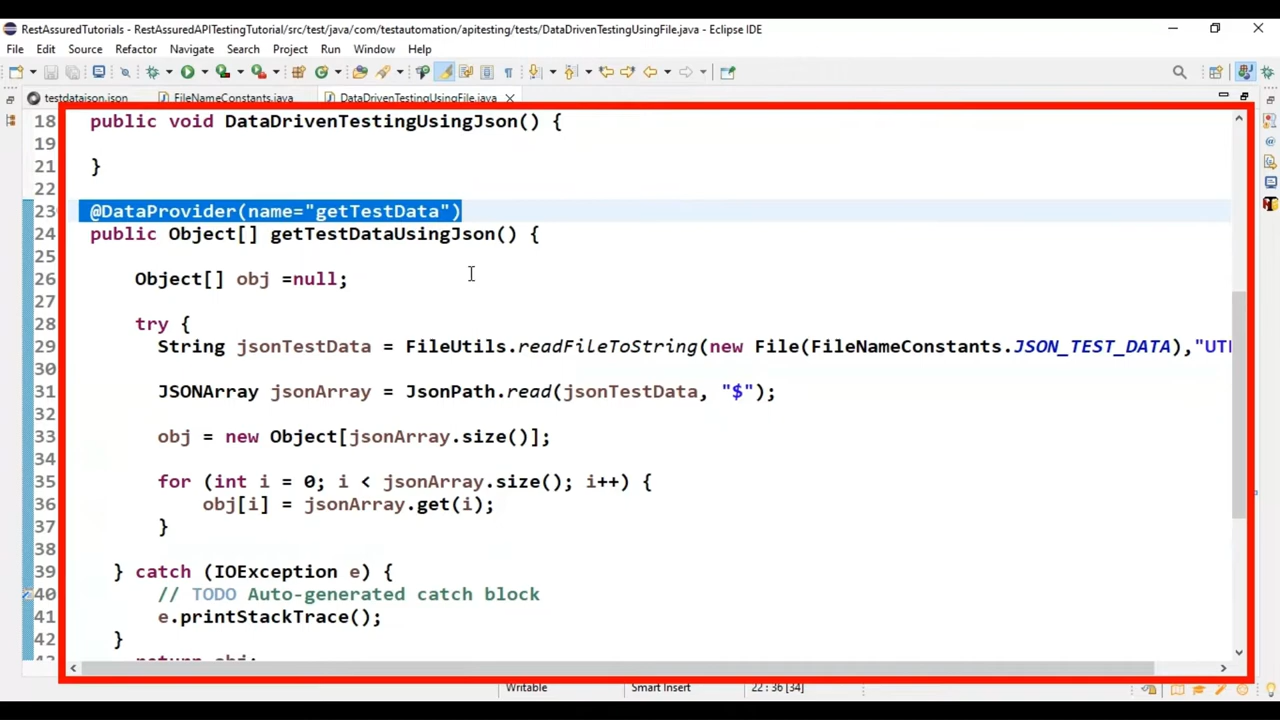 RestAssuredTutorials - RestAssuredAPITestingTutorial/src/test/java/com/testautomation/apitesting/tests/DataDrivenTestingUsingFile.java - Eclipse IDE
File Edit Source Refactor Navigate Search Project Run Window Help
testdataison.json FileNameConstants.java DataDrivenTestingUsingFile.java
18 public void DataDrivenTestingUsingJson() {
19
21 }
22
23 @DataProvider(name="getTestData")
24 public Object[] getTestDataUsingJson() {
25
26 Object[] obj =null;
27
28 try {
29 String jsonTestData = FileUtils.readFileToString(new File(FileNameConstants.JSON_TEST_DATA),"UT
30
31 JSONArray jsonArray = JsonPath.read(jsonTestData, "$");
32
33 obj = new Object[jsonArray.size()];
34
35 for (int i = 0; i < jsonArray.size(); i++) {
36 obj[i] = jsonArray.get(i);
37 }
38
39 } catch (IOException e) {
40 // TODO Auto-generated catch block
41 e.printStackTrace();
42 }
return obj;
Writable Smart Insert 22 : 36 [34]